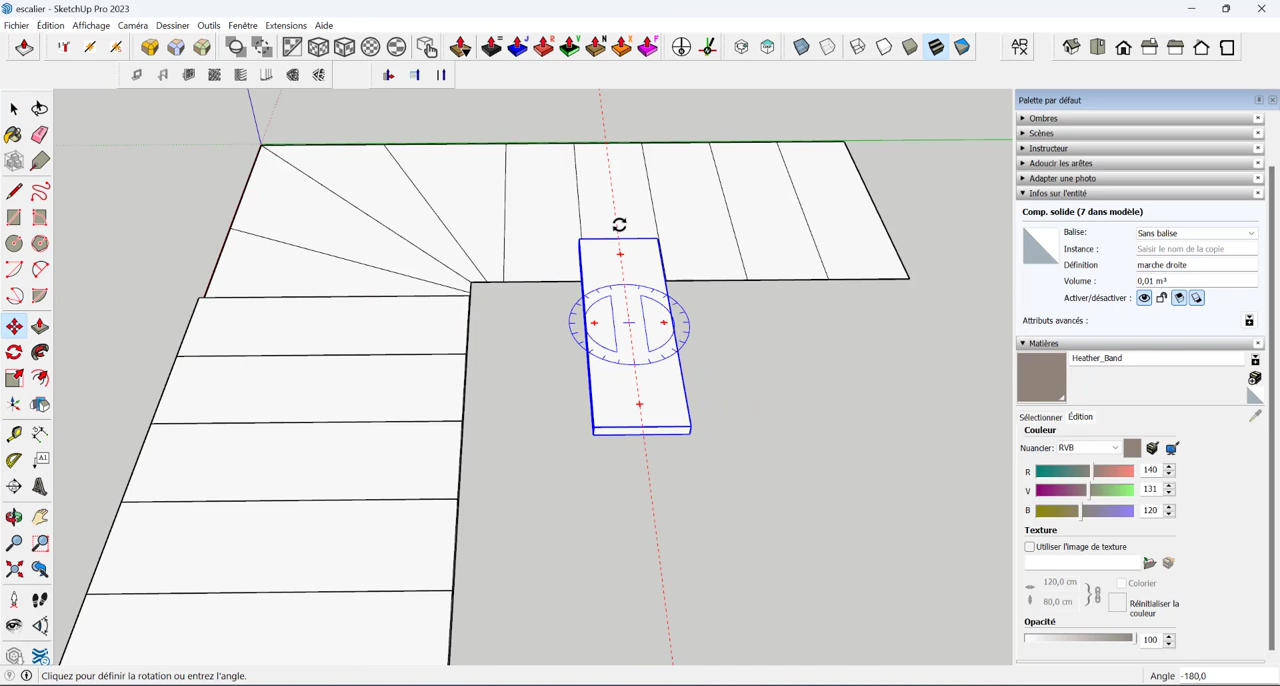 escalier - SketchUp Pro 2023
Fichier Édition Affichage Caméra Dessiner Outils Fenêtre Extensions Aide
= J R V N X F
Palette par défaut
Ombres
Scènes
Instructeur
Adoucir les arêtes
Adapter une photo
Infos sur l'entité
Comp. solide (7 dans modèle)
Balise: Sans balise
Instance : Saisir le nom de la copie
Définition marche droite
Volume : 0,01 m³
Activer/désactiver :
Attributs avancés :
Matières
Heather_Band
Sélectionner Édition
Couleur
Nuancier: RVB
R 140
V 131
B 120
Texture
Utiliser l'image de texture
120,0 cm
80,0 cm
Colorier
Réinitialiser la
couleur
Opacité
100
Cliquez pour définir la rotation ou entrez l'angle.
Angle -180,0